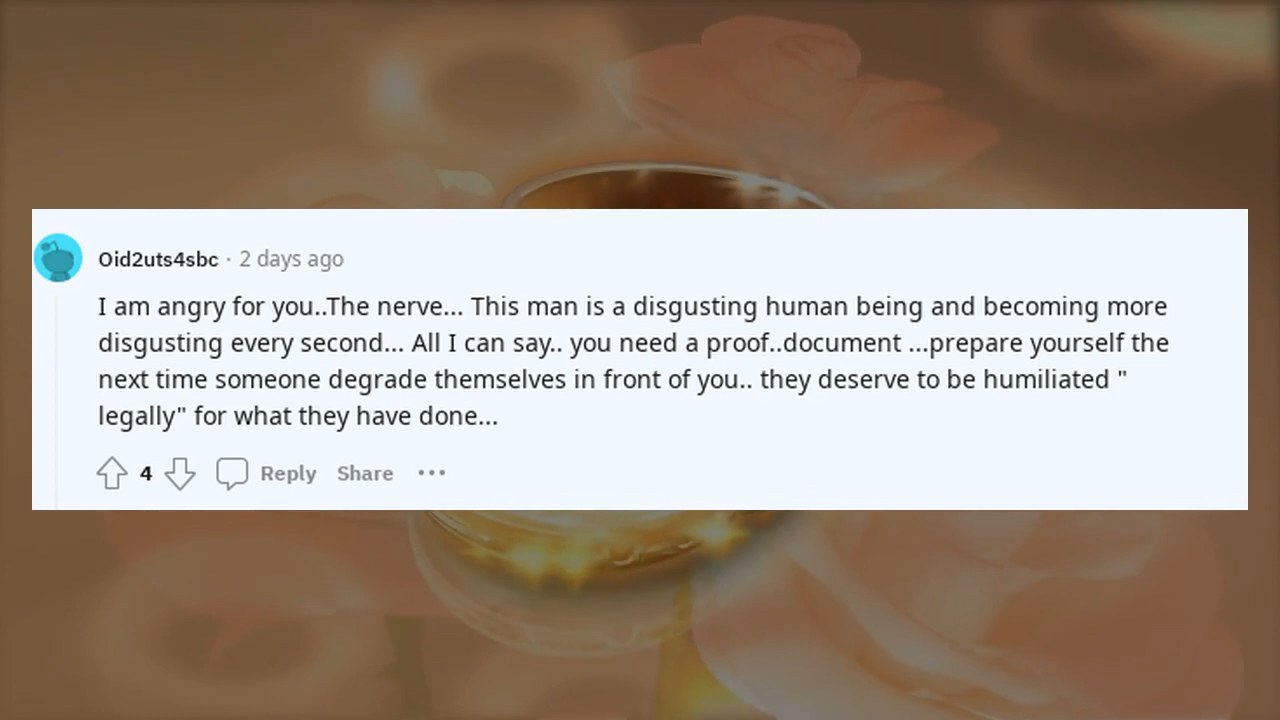 Oid2uts4sbc · 2 days ago
I am angry for you..The nerve... This man is a disgusting human being and becoming more
disgusting every second... All I can say.. you need a proof..document ...prepare yourself the
next time someone degrade themselves in front of you.. they deserve to be humiliated "
legally" for what they have done...
4 Reply Share ...